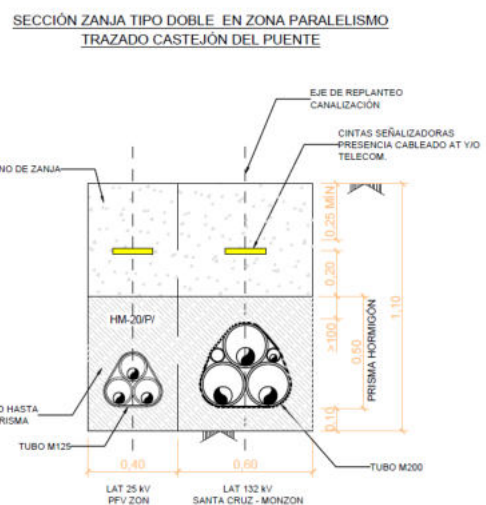 SECCIÓN ZANJA TIPO DOBLE EN ZONA PARALELISMO
TRAZADO CASTEJÓN DEL PUENTE
EJE DE REPLANTEO
CANALIZACIÓN
CINTAS SEÑALIZADORAS
PRESENCIA CABLEADO AT Y/O
TELECOM.
NO DE ZANJA
0.25 MÍN
0,20
1,10
HM-20/P/
≥100
0,50
PRISMA HORMIGÓN
0.10
O HASTA
RISMA
TUBO M125
TUBO M200
0,40
0,60
LAT 25 kV
PFV ZON
LAT 132 kV
SANTA CRUZ - MONZON